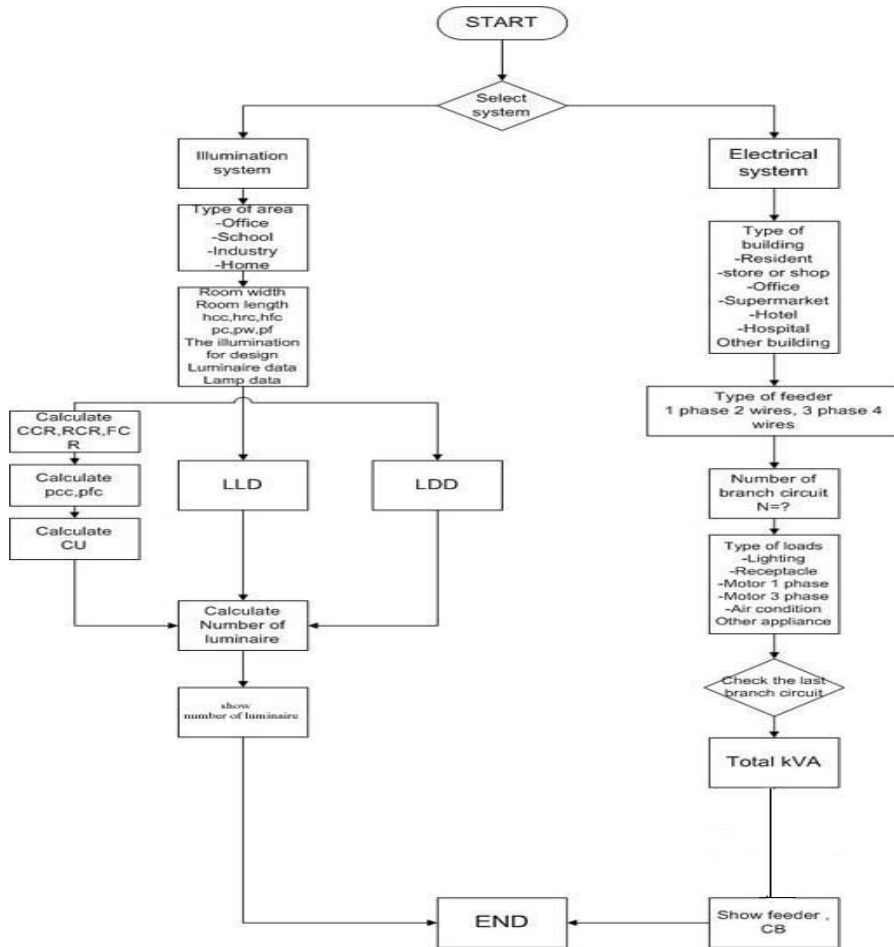 START
Select
system
Illumination
system
Type of area
-Office
-School
-Industry
-Home
Room width
Room length
hcc,hrc,hfc
pc,pw,pf
The illumination
for design
Luminaire data
Lamp data
Calculate
CCR,RCR,FC
R
Calculate
pcc,pfc
Calculate
CU
LLD
LDD
Calculate
Number of
luminaire
show
number of luminaire
Electrical
system
Type of
building
-Resident
-store or shop
-Office
-Supermarket
-Hotel
-Hospital
Other building
Type of feeder
1 phase 2 wires, 3 phase 4
wires
Number of
branch circuit
N=?
Type of loads
-Lighting
-Receptacle
-Motor 1 phase
-Motor 3 phase
-Air condition
Other appliance
Check the last
branch circuit
Total kVA
Show feeder ,
CB
END